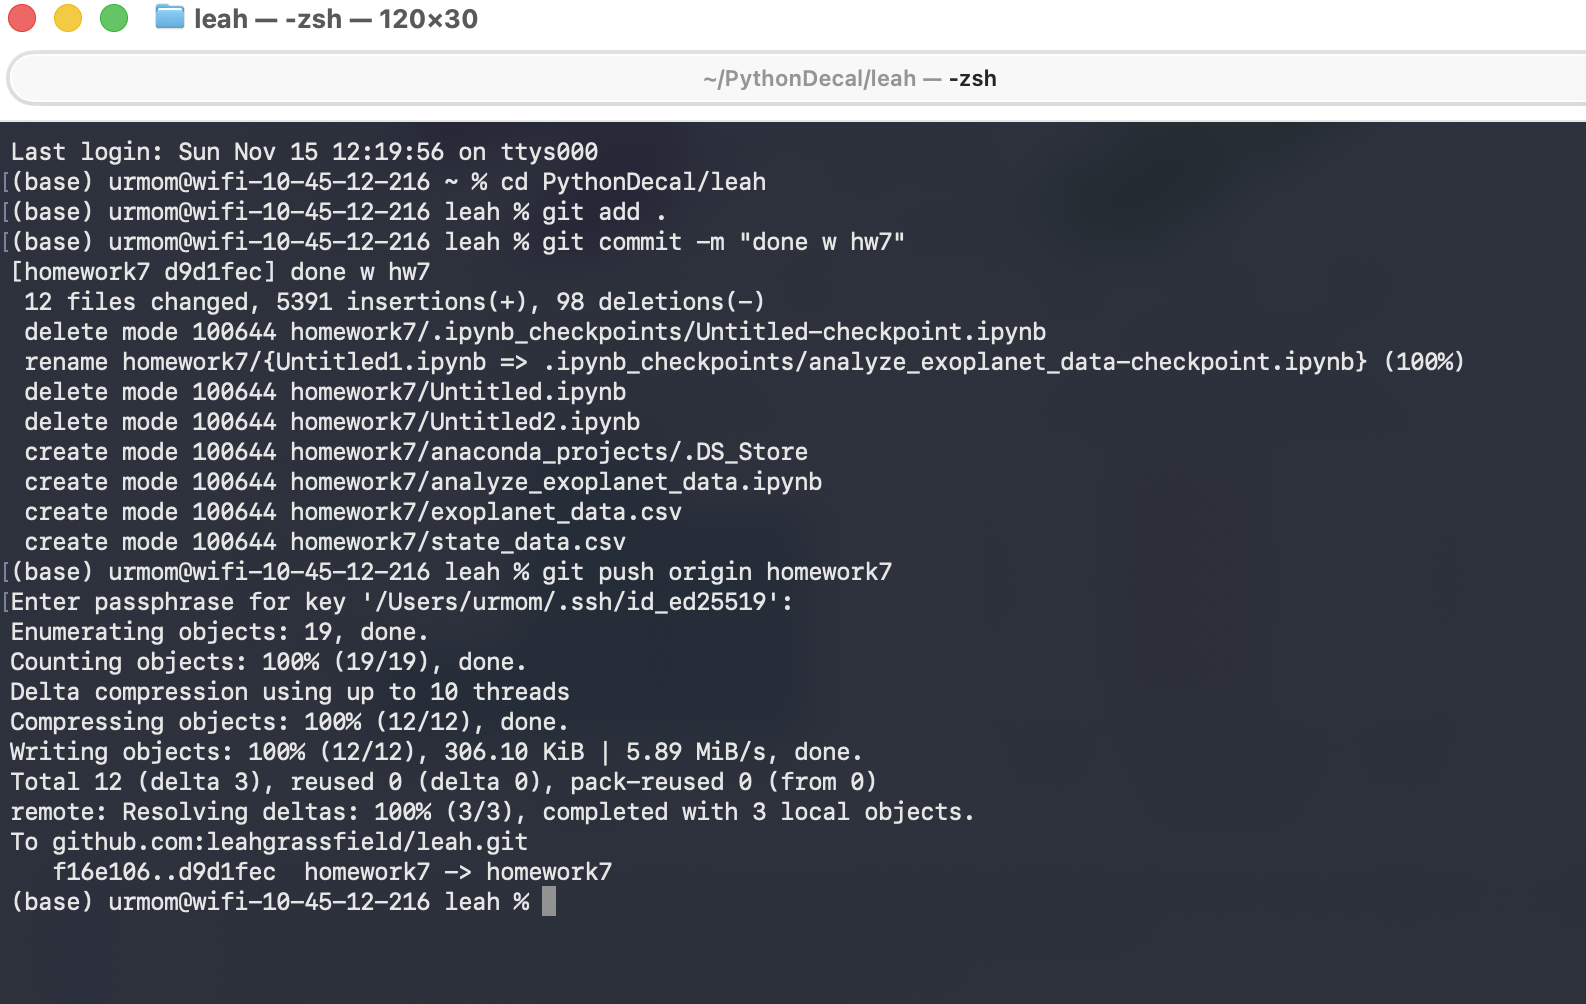 leah — -zsh — 120×30
~/PythonDecal/leah — -zsh
Last login: Sun Nov 15 12:19:56 on ttys000
[(base) urmom@wifi-10-45-12-216 ~ % cd PythonDecal/leah
[(base) urmom@wifi-10-45-12-216 leah % git add .
[(base) urmom@wifi-10-45-12-216 leah % git commit -m "done w hw7"
[homework7 d9d1fec] done w hw7
 12 files changed, 5391 insertions(+), 98 deletions(-)
 delete mode 100644 homework7/.ipynb_checkpoints/Untitled-checkpoint.ipynb
 rename homework7/{Untitled1.ipynb => .ipynb_checkpoints/analyze_exoplanet_data-checkpoint.ipynb} (100%)
 delete mode 100644 homework7/Untitled.ipynb
 delete mode 100644 homework7/Untitled2.ipynb
 create mode 100644 homework7/anaconda_projects/.DS_Store
 create mode 100644 homework7/analyze_exoplanet_data.ipynb
 create mode 100644 homework7/exoplanet_data.csv
 create mode 100644 homework7/state_data.csv
[(base) urmom@wifi-10-45-12-216 leah % git push origin homework7
[Enter passphrase for key '/Users/urmom/.ssh/id_ed25519':
Enumerating objects: 19, done.
Counting objects: 100% (19/19), done.
Delta compression using up to 10 threads
Compressing objects: 100% (12/12), done.
Writing objects: 100% (12/12), 306.10 KiB | 5.89 MiB/s, done.
Total 12 (delta 3), reused 0 (delta 0), pack-reused 0 (from 0)
remote: Resolving deltas: 100% (3/3), completed with 3 local objects.
To github.com:leahgrassfield/leah.git
   f16e106..d9d1fec  homework7 -> homework7
(base) urmom@wifi-10-45-12-216 leah %